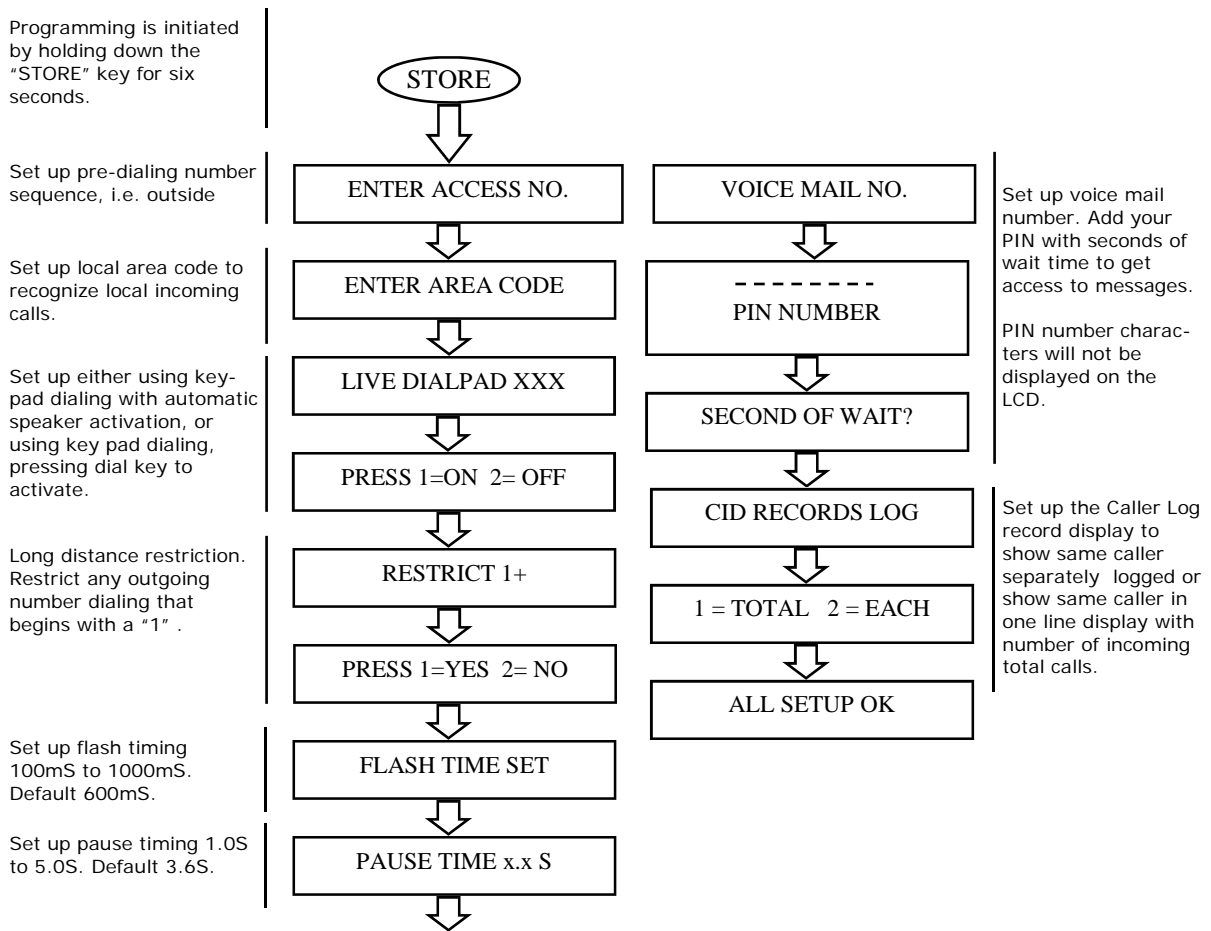 Programming is initiated
by holding down the
“STORE” key for six
seconds.
STORE
Set up pre-dialing number
sequence, i.e. outside
ENTER ACCESS NO.
Set up local area code to
recognize local incoming
calls.
ENTER AREA CODE
Set up either using key-
pad dialing with automatic
speaker activation, or
using key pad dialing,
pressing dial key to
activate.
LIVE DIALPAD XXX
PRESS 1=ON 2= OFF
Long distance restriction.
Restrict any outgoing
number dialing that
begins with a “1” .
RESTRICT 1+
PRESS 1=YES 2= NO
Set up flash timing
100mS to 1000mS.
Default 600mS.
FLASH TIME SET
Set up pause timing 1.0S
to 5.0S. Default 3.6S.
PAUSE TIME x.x S
VOICE MAIL NO.
- - - - - - - - -
PIN NUMBER
SECOND OF WAIT?
Set up voice mail
number. Add your
PIN with seconds of
wait time to get
access to messages.
PIN number charac-
ters will not be
displayed on the
LCD.
CID RECORDS LOG
1 = TOTAL 2 = EACH
ALL SETUP OK
Set up the Caller Log
record display to
show same caller
separately logged or
show same caller in
one line display with
number of incoming
total calls.